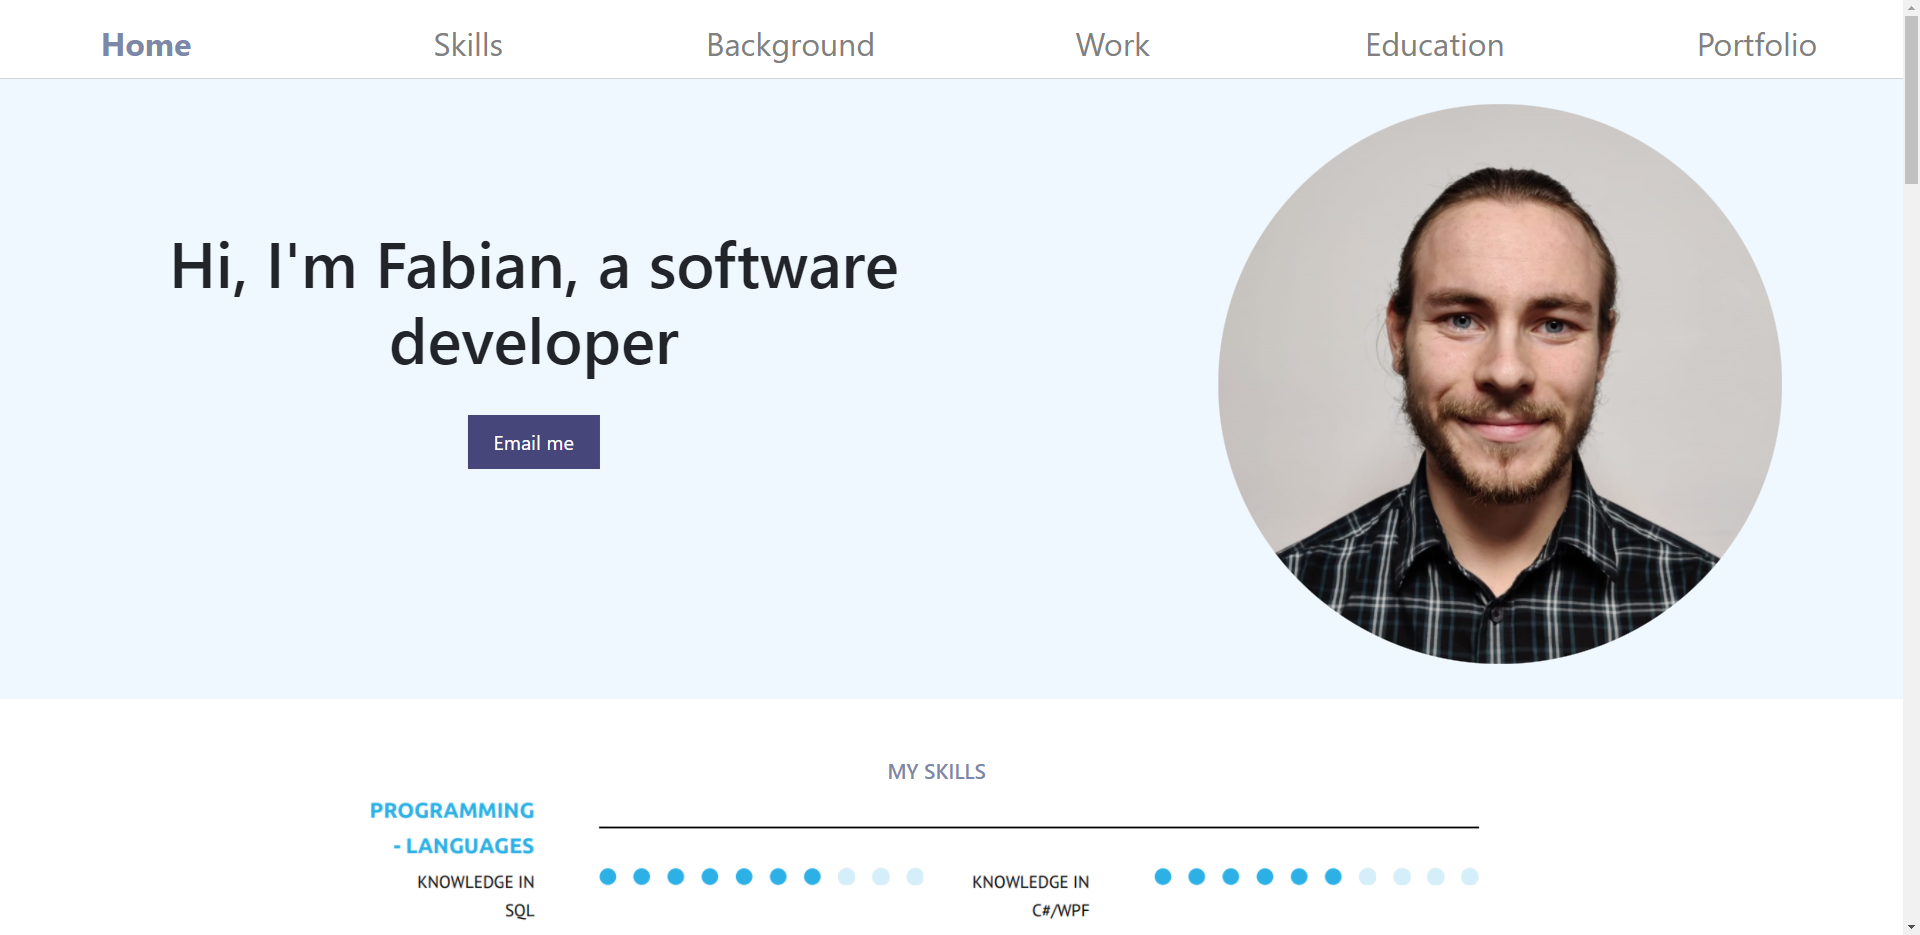 Home Skills Background Work Education Portfolio
Hi, I'm Fabian, a software
developer
Email me
MY SKILLS
PROGRAMMING
- LANGUAGES
KNOWLEDGE IN
SQL
KNOWLEDGE IN
C#/WPF